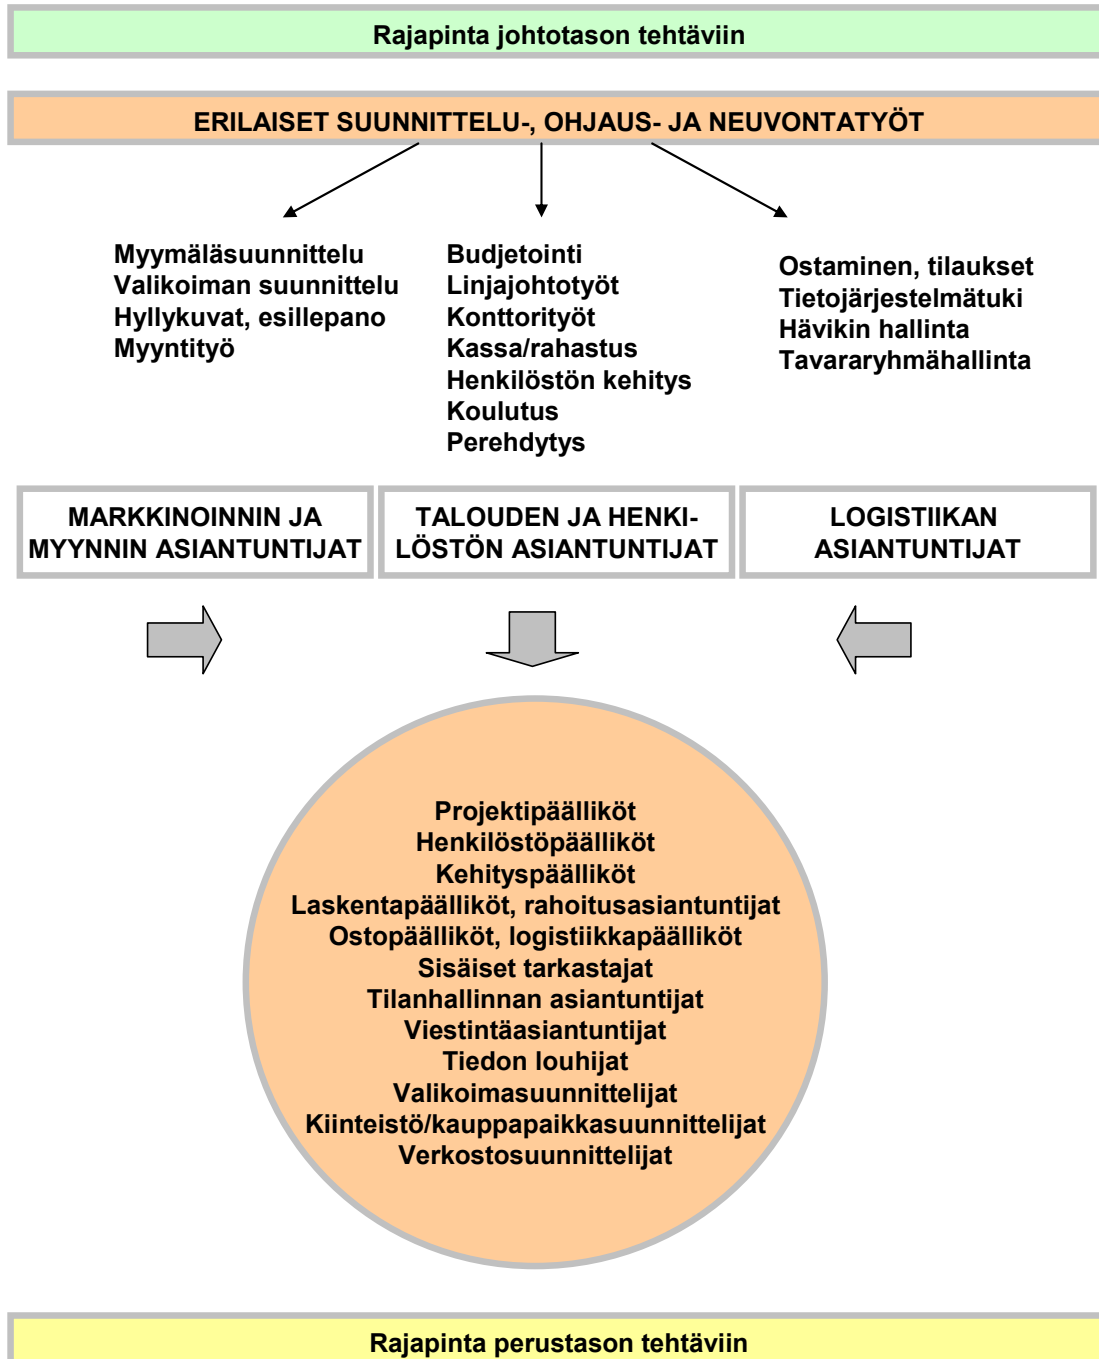 Rajapinta johtotason tehtäviin
ERILAISET SUUNNITTELU-, OHJAUS- JA NEUVONTATYÖT
Myymäläsuunnittelu
Valikoiman suunnittelu
Hyllykuvat, esillepano
Myyntityö
Budjetointi
Linjajohtotyöt
Konttorityöt
Kassa/rahastus
Henkilöstön kehitys
Koulutus
Perehdytys
Ostaminen, tilaukset
Tietojärjestelmätuki
Hävikin hallinta
Tavararyhmähallinta
MARKKINOINNIN JA
MYYNNIN ASIANTUNTIJAT
TALOUDEN JA HENKI-
LÖSTÖN ASIANTUNTIJAT
LOGISTIIKAN
ASIANTUNTIJAT
Projektipäälliköt
Henkilöstöpäälliköt
Kehityspäälliköt
Laskentapäälliköt, rahoitusasiantuntijat
Ostopäälliköt, logistiikkapäälliköt
Sisäiset tarkastajat
Tilanhallinnan asiantuntijat
Viestintäasiantuntijat
Tiedon louhijat
Valikoimasuunnittelijat
Kiinteistö/kauppapaikkasuunnittelijat
Verkostosuunnittelijat
Rajapinta perustason tehtäviin